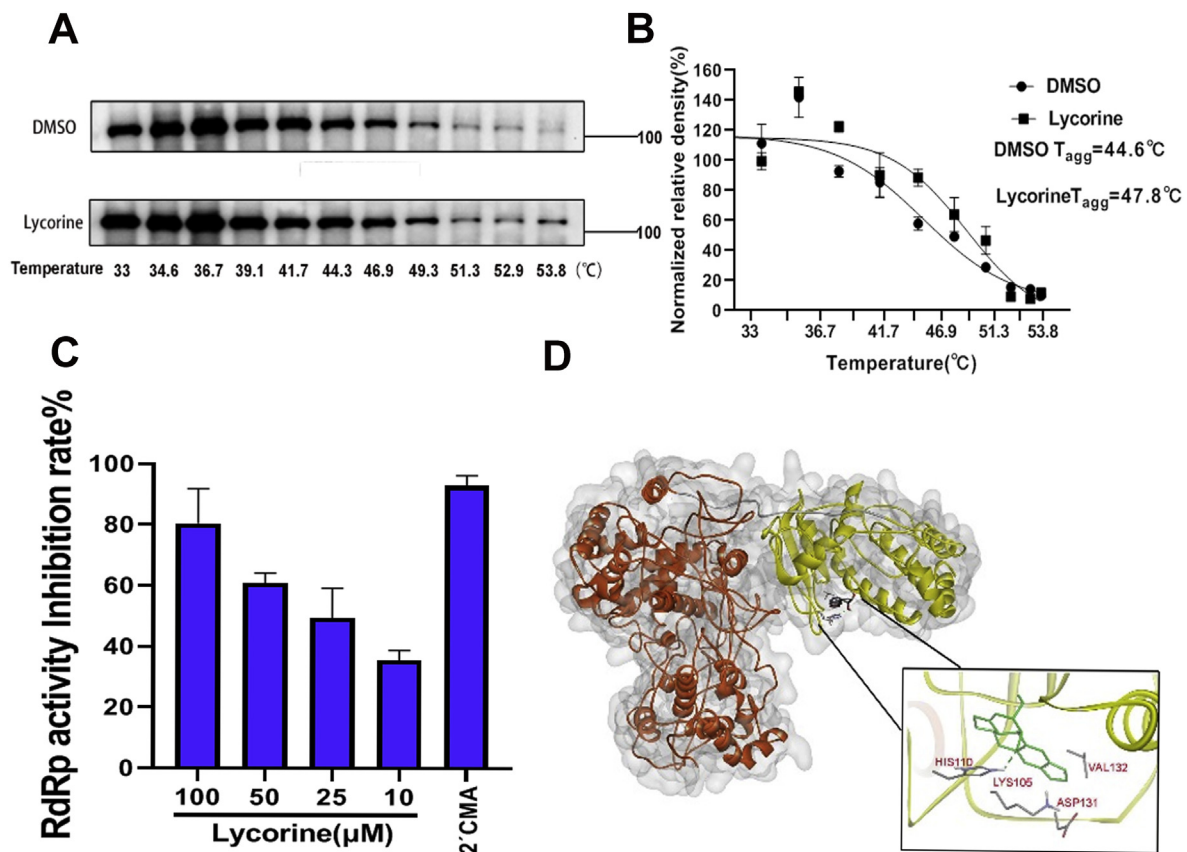 A
DMSO
100
Lycorine
100
Temperature 33 34.6 36.7 39.1 41.7 44.3 46.9 49.3 51.3 52.9 53.8 (℃)
B
Normalized relative density(%)
160
140
120
100
80
60
40
20
0
33 36.7 41.7 46.9 51.3 53.8
Temperature(℃)
DMSO
Lycorine
DMSO Tagg=44.6℃
LycorineTagg=47.8℃
C
RdRp activity Inhibition rate%
100
80
60
40
20
0
100 50 25 10 2´CMA
Lycorine(μM)
D
HIS110
LYS105
VAL132
ASP131